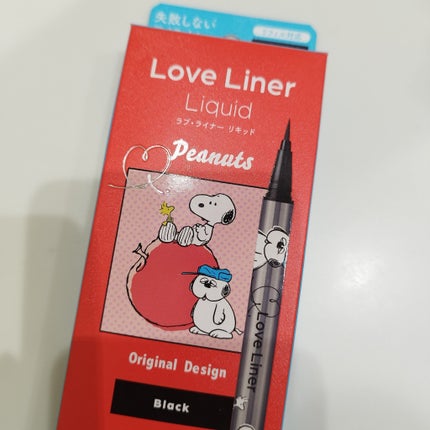 失敗しない
Love Liner
Liquid
ラブ・ライナー リキッド
Peanuts
Original Design
Black
Love Liner